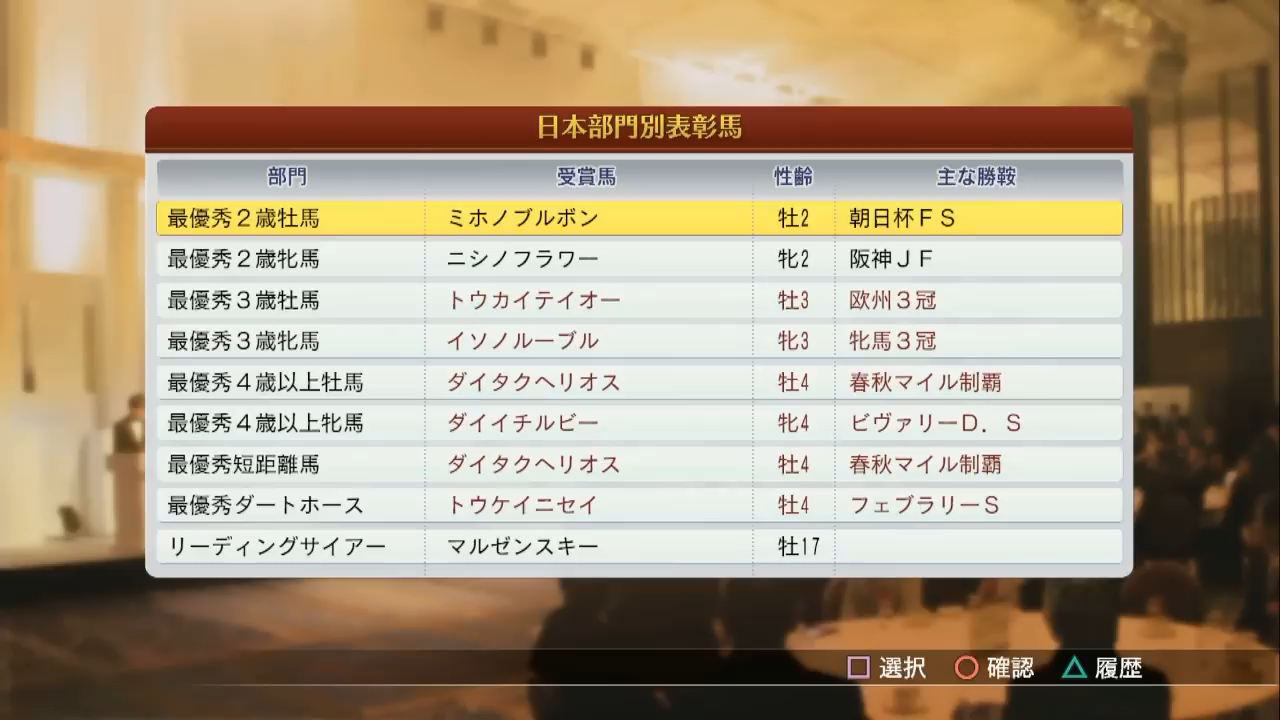 日本部門別表彰馬
部門 受賞馬 性齢 主な勝鞍
最優秀２歳牡馬 ミホノブルボン 牡2 朝日杯ＦＳ
最優秀２歳牝馬 ニシノフラワー 牝2 阪神ＪＦ
最優秀３歳牡馬 トウカイテイオー 牡3 欧州３冠
最優秀３歳牝馬 イソノルーブル 牝3 牝馬３冠
最優秀４歳以上牡馬 ダイタクヘリオス 牡4 春秋マイル制覇
最優秀４歳以上牝馬 ダイイチルビー 牝4 ビヴァリーＤ．Ｓ
最優秀短距離馬 ダイタクヘリオス 牡4 春秋マイル制覇
最優秀ダートホース トウケイニセイ 牡4 フェブラリーＳ
リーディングサイアー マルゼンスキー 牡17
□選択 ○確認 △履歴